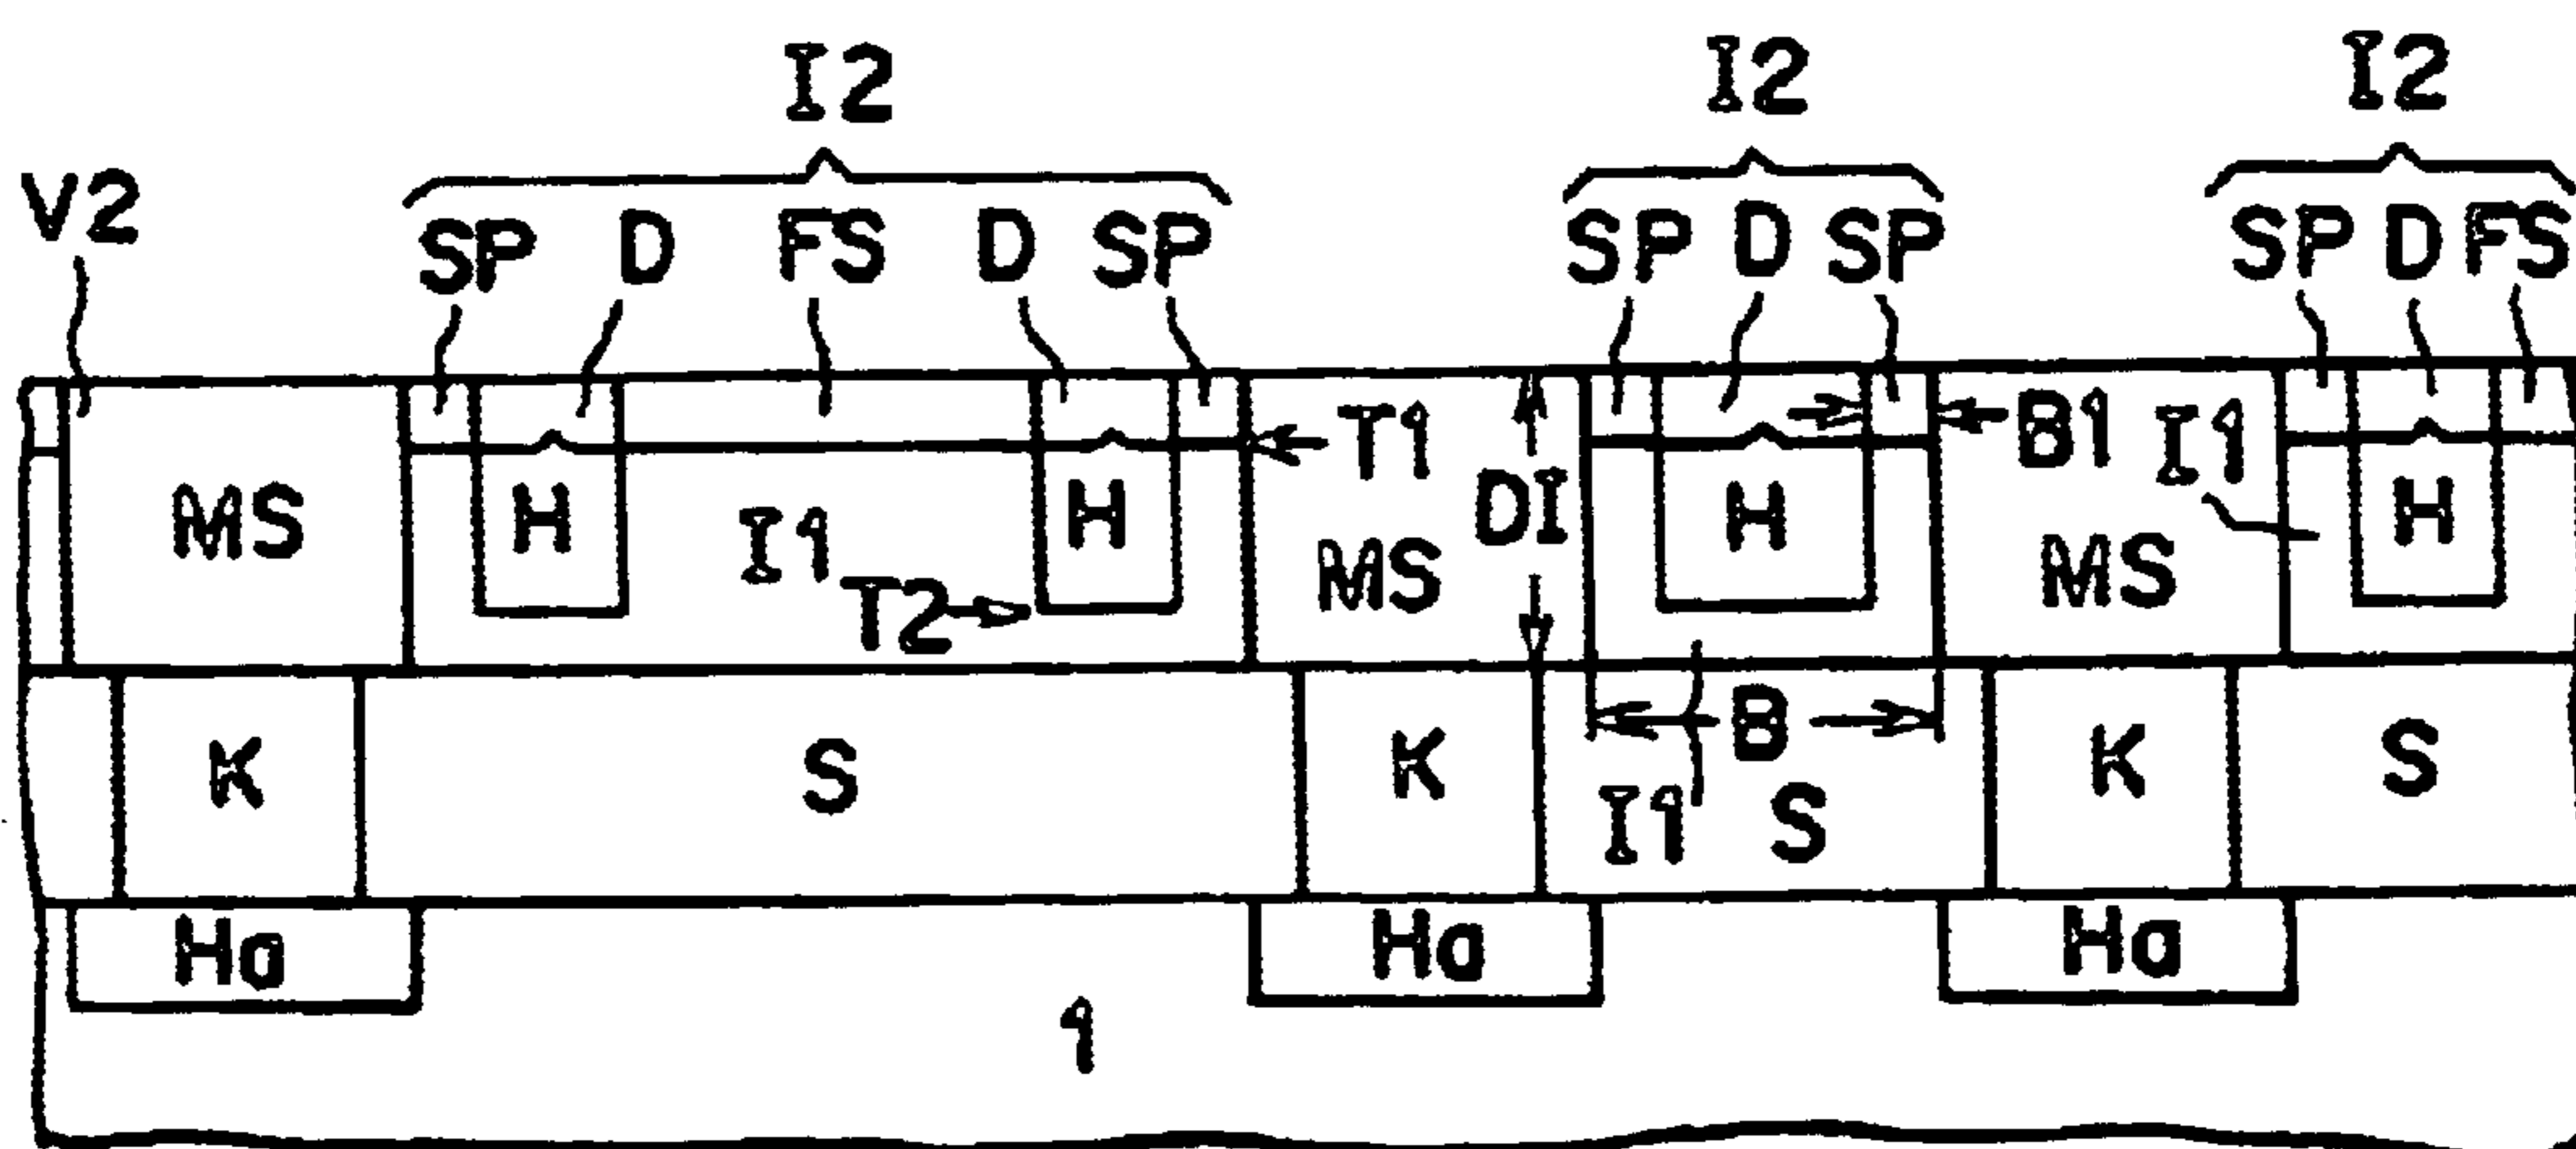 I2 I2 I2
V2 SP D FS D SP SP D SP SP D FS
T1 B1 I1
MS H I1 H DI H H
T2 MS MS
K S K B K S
I1 S
Ha Ha Ha
1